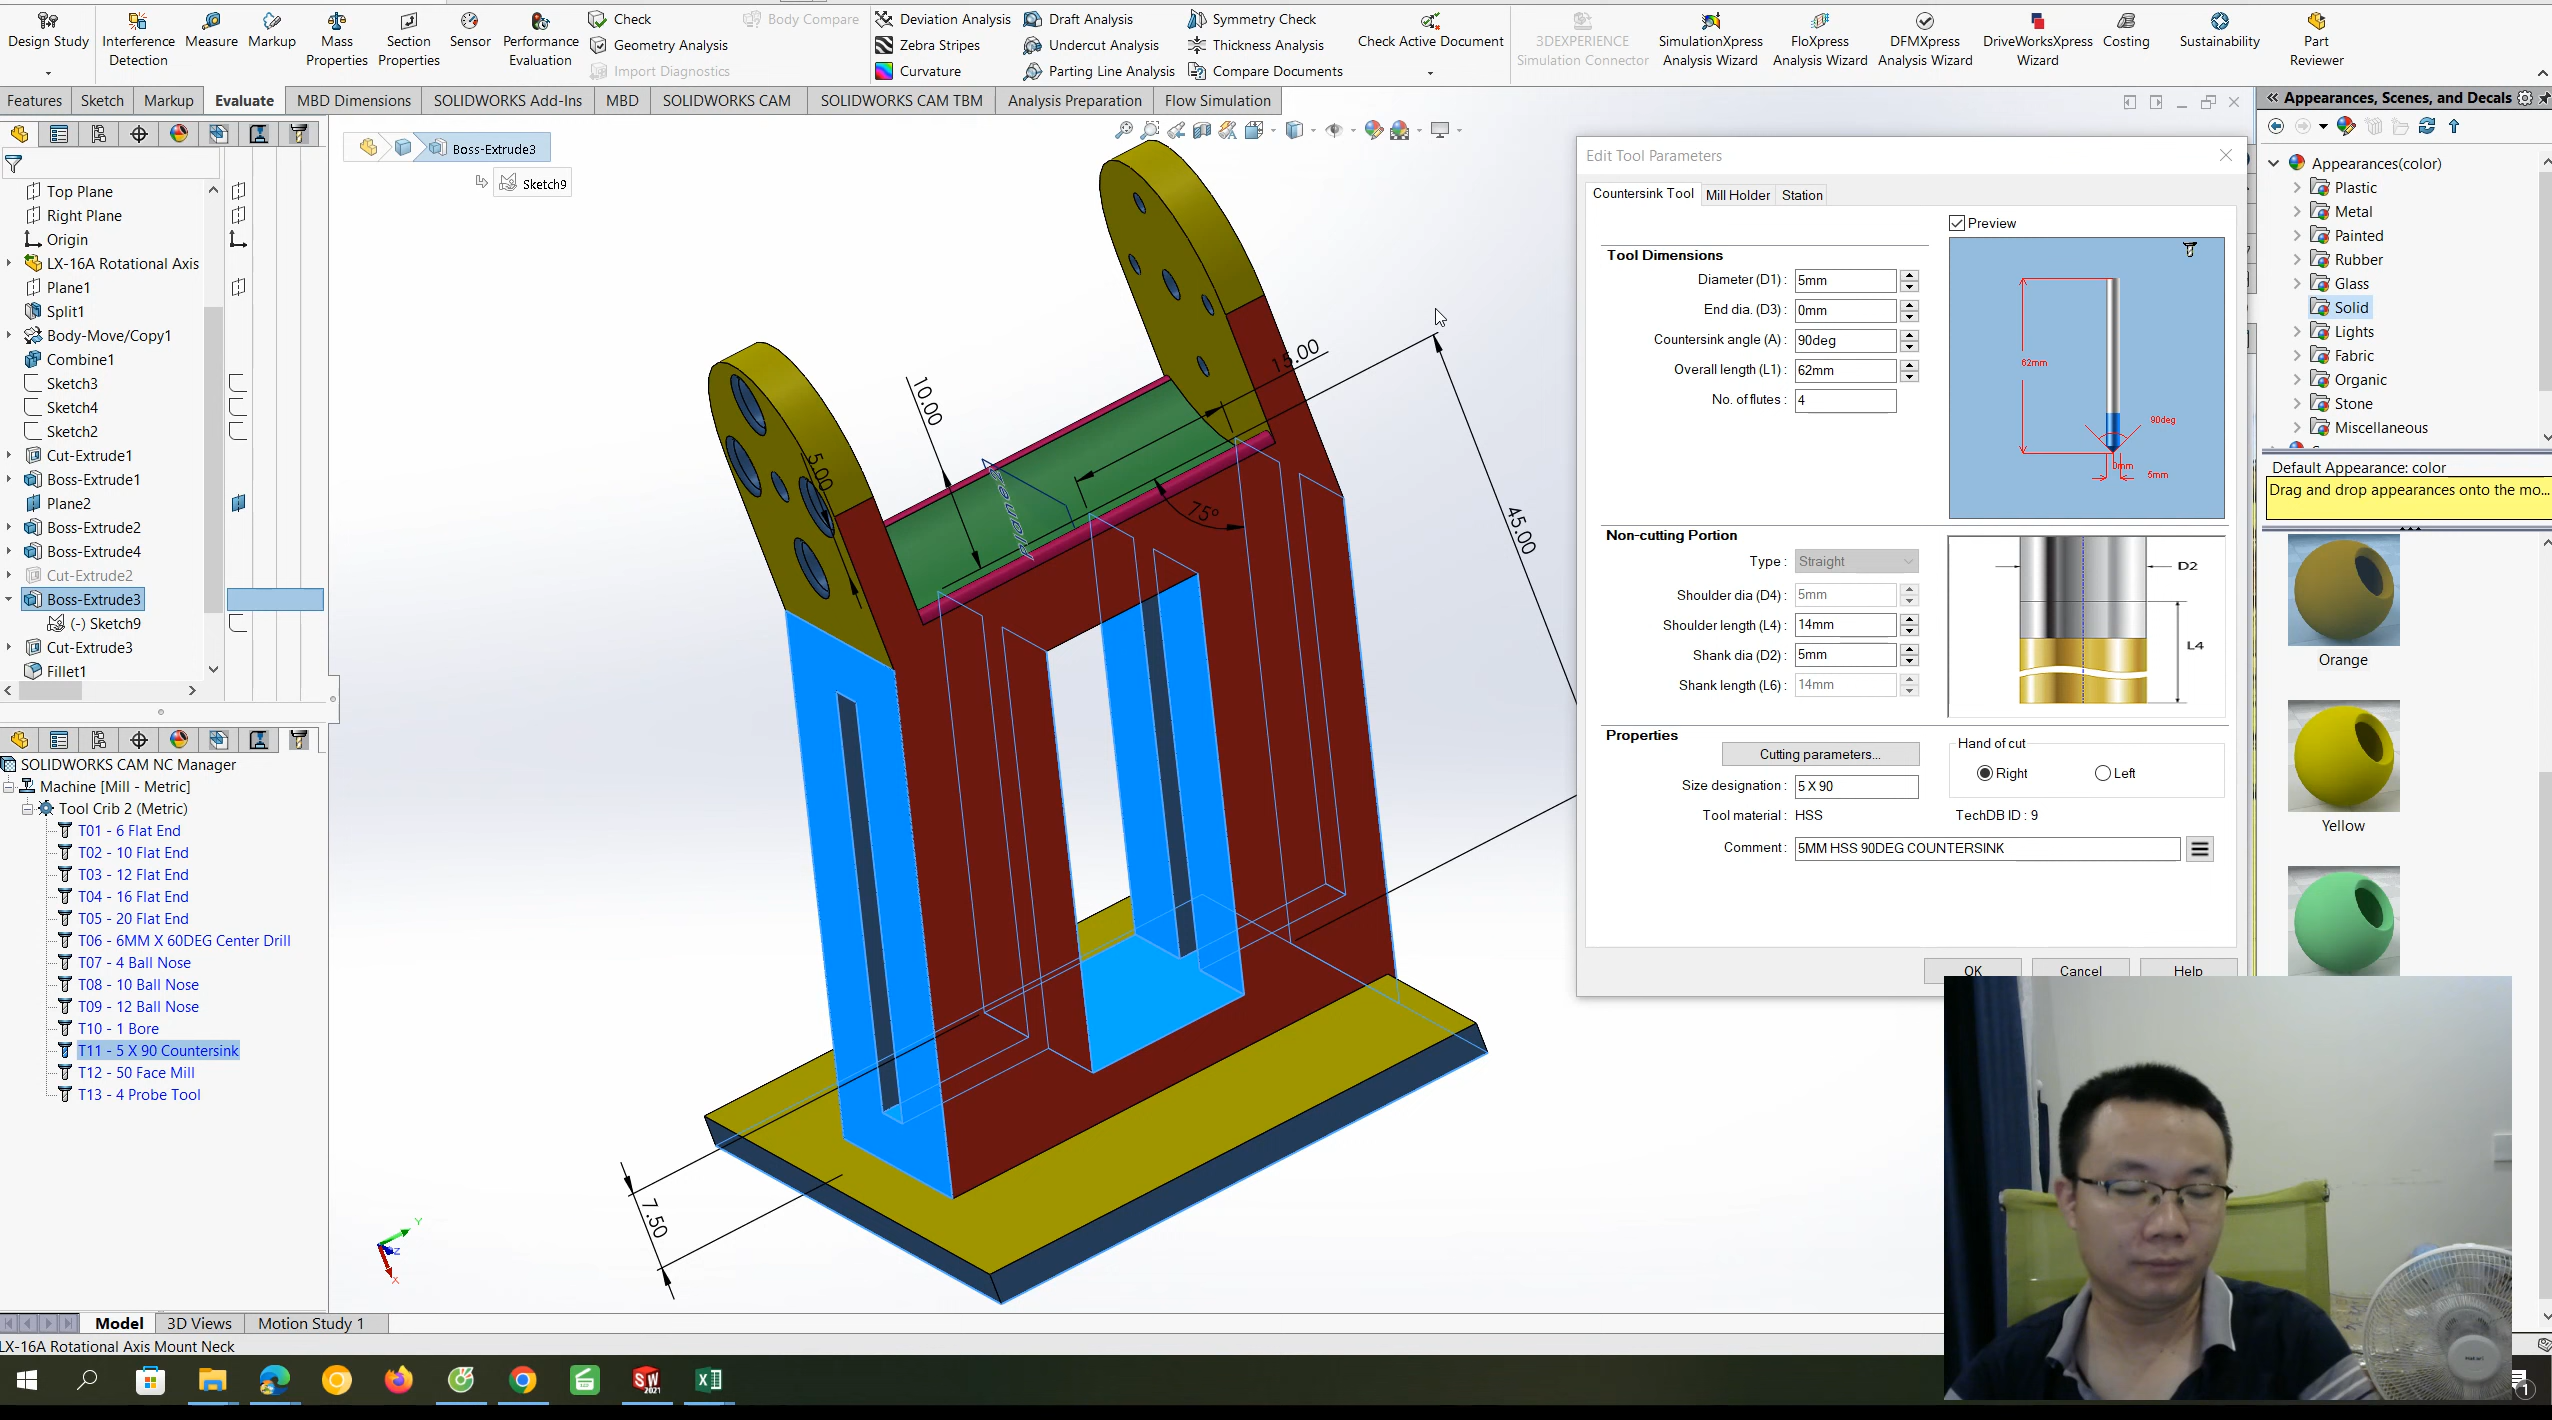 Design Study
Interference Detection
Measure
Markup
Mass Properties
Section Properties
Sensor
Performance Evaluation
Check
Geometry Analysis
Import Diagnostics
Body Compare
Deviation Analysis
Zebra Stripes
Curvature
Draft Analysis
Undercut Analysis
Parting Line Analysis
Symmetry Check
Thickness Analysis
Compare Documents
Check Active Document
3DEXPERIENCE Simulation Connector
SimulationXpress Analysis Wizard
FloXpress Analysis Wizard
DFMXpress Analysis Wizard
DriveWorksXpress Wizard
Costing
Sustainability
Part Reviewer
Features
Sketch
Markup
Evaluate
MBD Dimensions
SOLIDWORKS Add-Ins
MBD
SOLIDWORKS CAM
SOLIDWORKS CAM TBM
Analysis Preparation
Flow Simulation
Top Plane
Right Plane
Origin
LX-16A Rotational Axis
Plane1
Split1
Body-Move/Copy1
Combine1
Sketch3
Sketch4
Sketch2
Cut-Extrude1
Boss-Extrude1
Plane2
Boss-Extrude2
Boss-Extrude4
Cut-Extrude2
Boss-Extrude3
(-) Sketch9
Cut-Extrude3
Fillet1
SOLIDWORKS CAM NC Manager
Machine [Mill - Metric]
Tool Crib 2 (Metric)
T01 - 6 Flat End
T02 - 10 Flat End
T03 - 12 Flat End
T04 - 16 Flat End
T05 - 20 Flat End
T06 - 6MM X 60DEG Center Drill
T07 - 4 Ball Nose
T08 - 10 Ball Nose
T09 - 12 Ball Nose
T10 - 1 Bore
T11 - 5 X 90 Countersink
T12 - 50 Face Mill
T13 - 4 Probe Tool
Boss-Extrude3
Sketch9
10.00
15.00
5.00
75°
45.00
Plane2
7.50
Y
Z
X
Edit Tool Parameters
Countersink Tool
Mill Holder
Station
Preview
Tool Dimensions
Diameter (D1) : 5mm
End dia. (D3) : 0mm
Countersink angle (A) : 90deg
Overall length (L1) : 62mm
No. of flutes : 4
62mm
90deg
0mm
5mm
Non-cutting Portion
Type : Straight
Shoulder dia (D4) : 5mm
Shoulder length (L4) : 14mm
Shank dia (D2) : 5mm
Shank length (L6) : 14mm
D2
L4
Properties
Cutting parameters...
Hand of cut
Right
Left
Size designation : 5 X 90
Tool material : HSS
TechDB ID : 9
Comment : 5MM HSS 90DEG COUNTERSINK
OK
Cancel
Help
Appearances, Scenes, and Decals
Appearances(color)
Plastic
Metal
Painted
Rubber
Glass
Solid
Lights
Fabric
Organic
Stone
Miscellaneous
Default Appearance: color
Drag and drop appearances onto the mo...
Orange
Yellow
Model
3D Views
Motion Study 1
LX-16A Rotational Axis Mount Neck
SW
2021
X
1